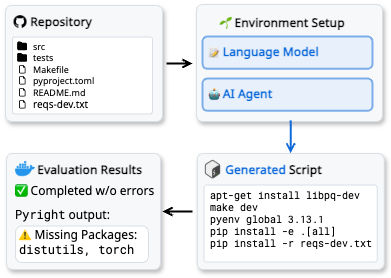 Repository
src
tests
Makefile
pyproject.toml
README.md
reqs-dev.txt
Environment Setup
Language Model
AI Agent
Generated Script
apt-get install libpq-dev
make dev
pyenv global 3.13.1
pip install -e .[all]
pip install -r reqs-dev.txt
Evaluation Results
Completed w/o errors
Pyright output:
Missing Packages:
distutils, torch